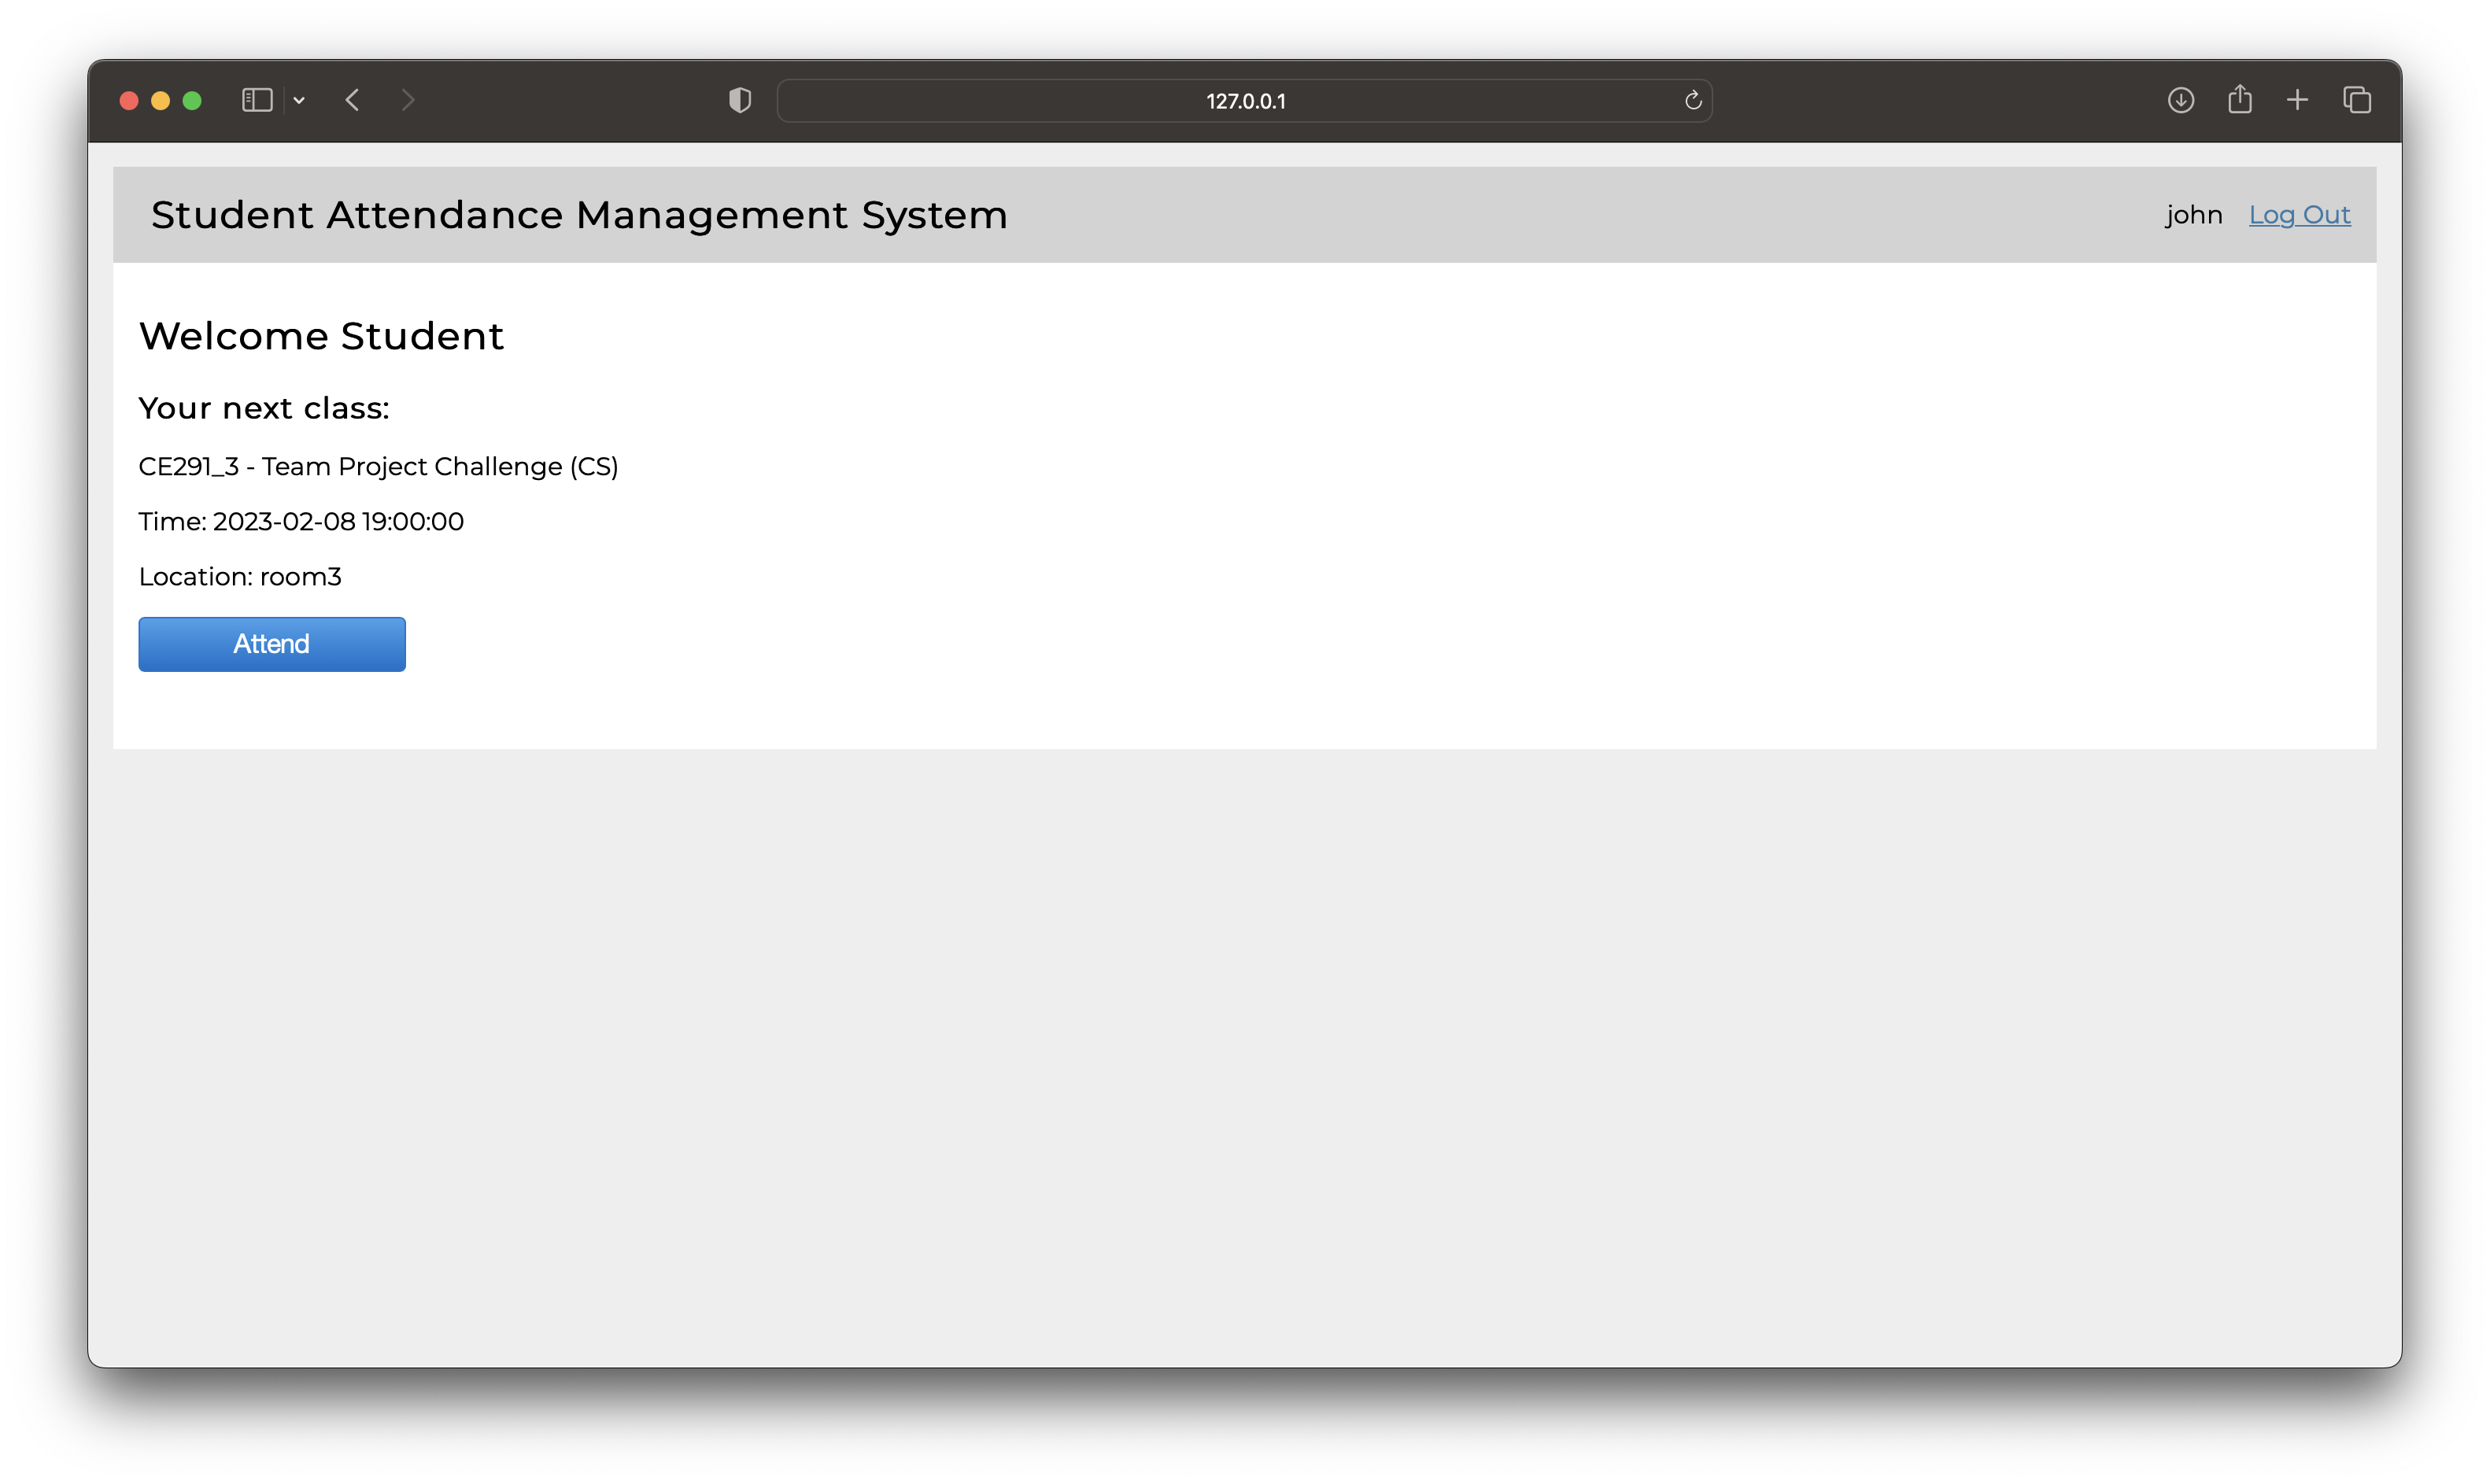 127.0.0.1
Student Attendance Management System john Log Out
Welcome Student
Your next class:
CE291_3 - Team Project Challenge (CS)
Time: 2023-02-08 19:00:00
Location: room3
Attend